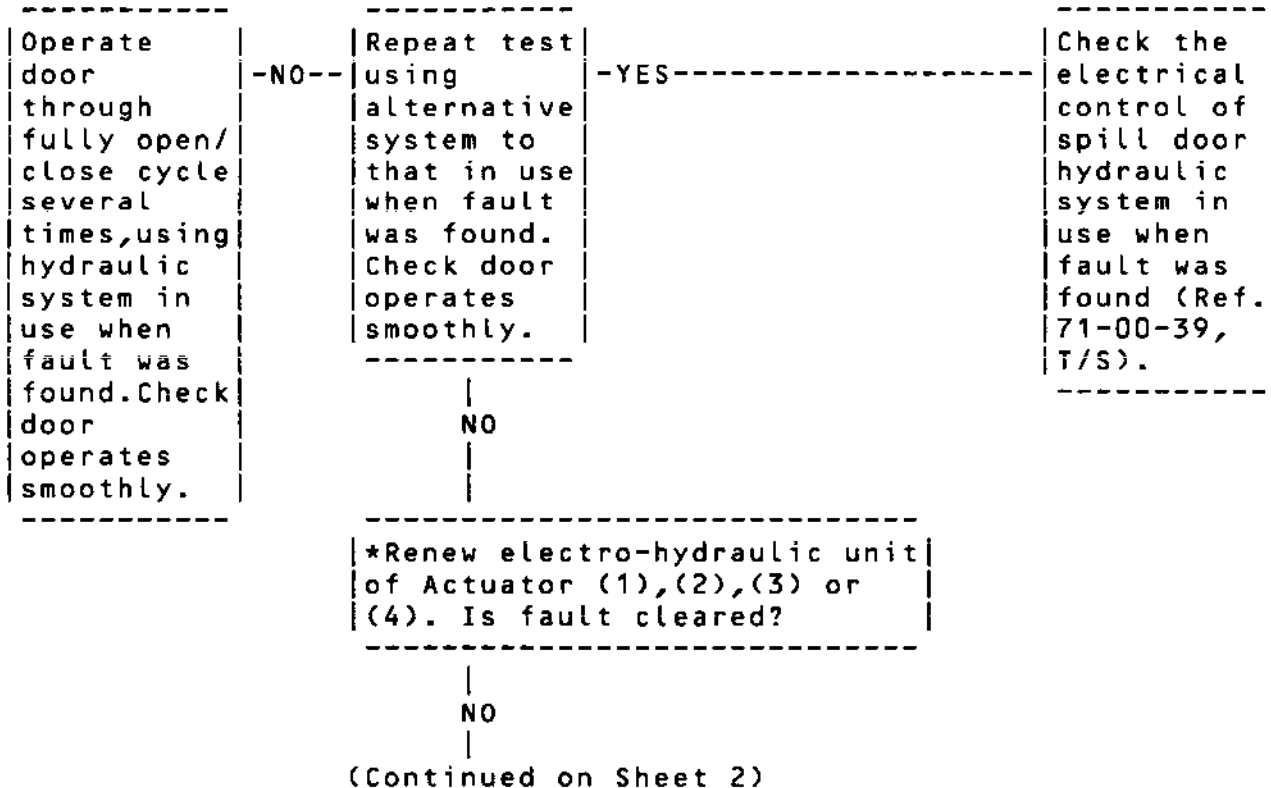 Operate
door
through
fully open/
close cycle
several
times,using
hydraulic
system in
use when
fault was
found.Check
door
operates
smoothly.
-NO--
Repeat test
using
alternative
system to
that in use
when fault
was found.
Check door
operates
smoothly.
-YES-------------------
Check the
electrical
control of
spill door
hydraulic
system in
use when
fault was
found (Ref.
71-00-39,
T/S).
NO
*Renew electro-hydraulic unit
of Actuator (1),(2),(3) or
(4). Is fault cleared?
NO
(Continued on Sheet 2)